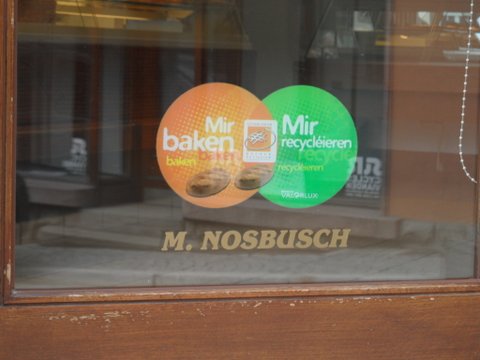 Mir
baken
baken
Mir
recycléieren
recycléieren
VALORLUX
M. NOSBUSCH